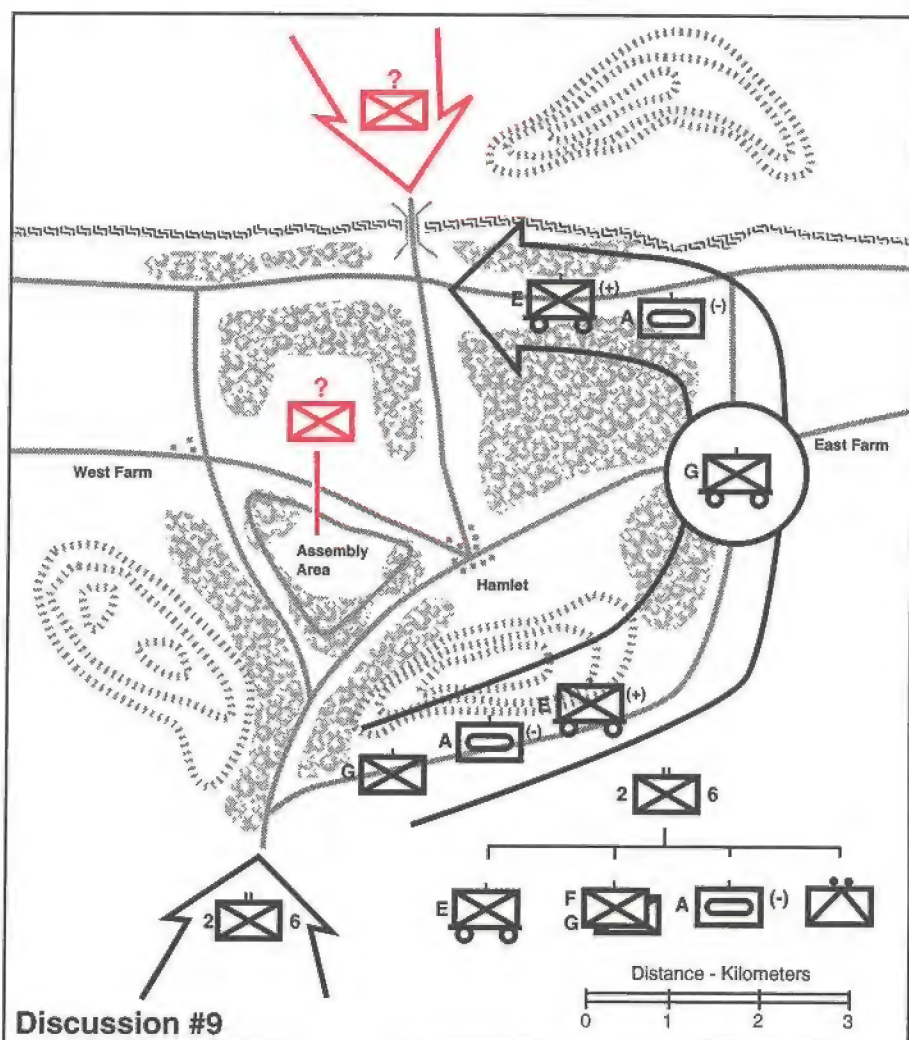 ?
E (+)
A (-)
?
West Farm
East Farm
G
Assembly
Area
Hamlet
E (+)
A (-)
G
2 6
2 6
E
F
G
A (-)
Distance - Kilometers
0 1 2 3
Discussion #9